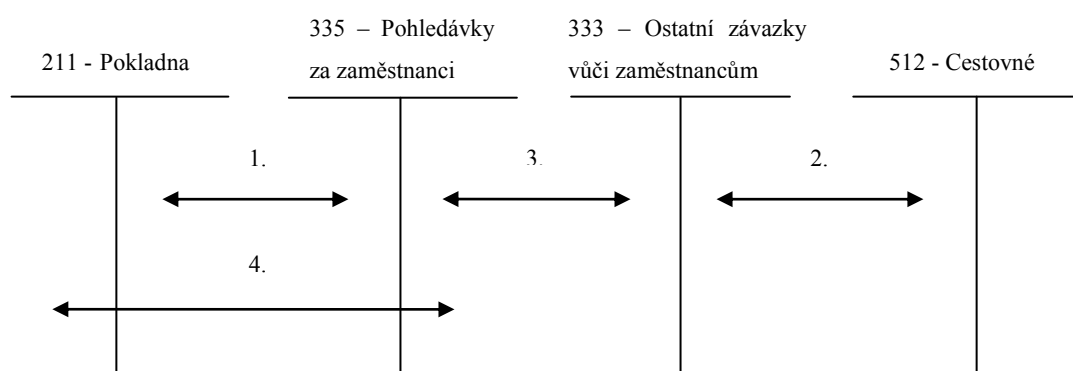 211 - Pokladna
335 – Pohledávky
za zaměstnanci
333 – Ostatní závazky
vůči zaměstnancům
512 - Cestovné
1.
3.
2.
4.